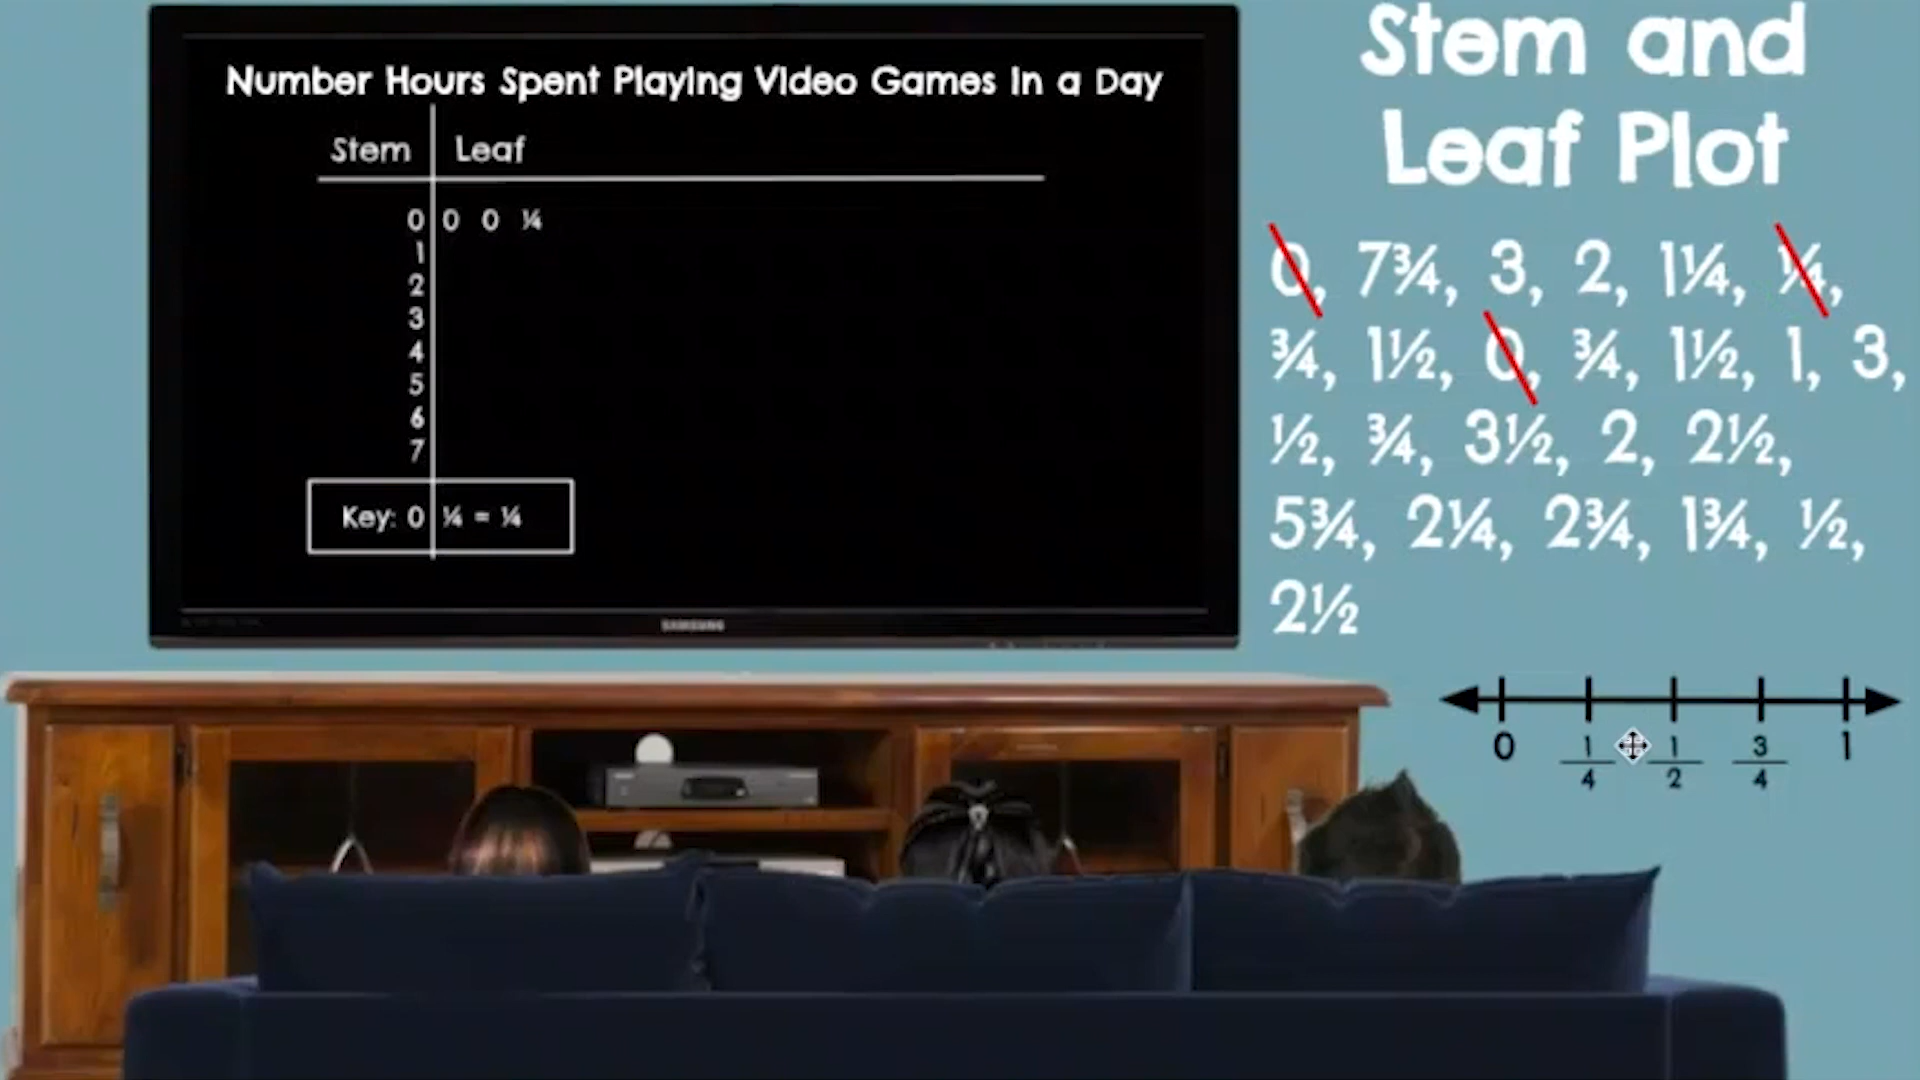 Number Hours Spent Playing Video Games in a Day
Stem Leaf
0 0 0 ¼
1
2
3
4
5
6
7
Key: 0 ¼ = ¼
SAMSUNG
Stem and
Leaf Plot
0, 7¾, 3, 2, 1¼, ¼,
¾, 1½, 0, ¾, 1½, 1, 3,
½, ¾, 3½, 2, 2½,
5¾, 2¼, 2¾, 1¾, ½,
2½
0 1/4 1/2 3/4 1